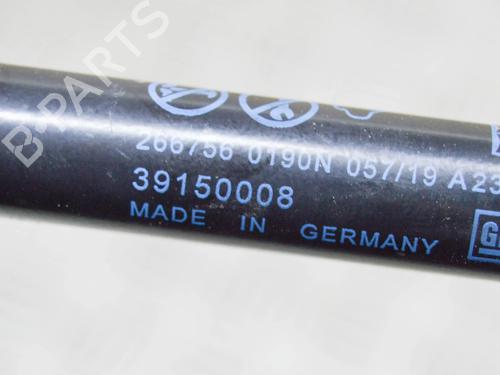 B-PARTS
266756 0190N 057/19 A23
39150008
MADE IN GERMANY